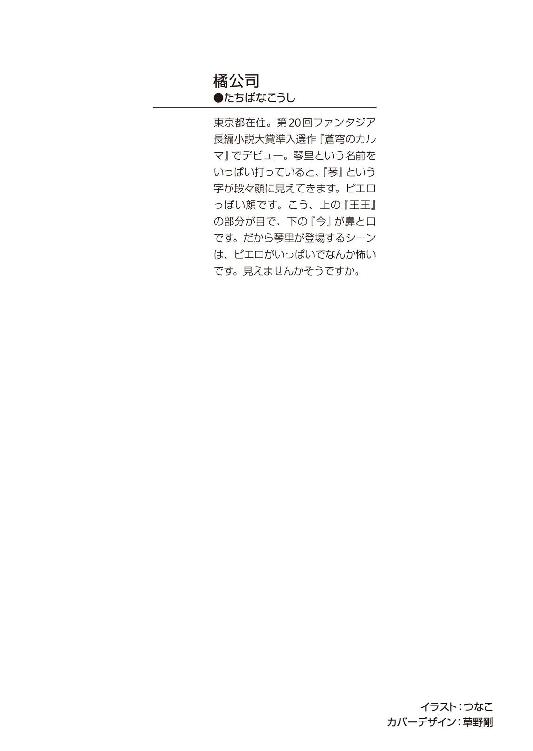 橘公司
●たちばなこうし
東京都在住。第20回ファンタジア
長編小説大賞準入選作『蒼穹のカル
マ』でデビュー。琴里という名前を
いっぱい打っていると、『琴』という
字が段々顔に見えてきます。ピエロ
っぽい顔です。こう、上の『王王』
の部分が目で、下の『今』が鼻と口
です。だから琴里が登場するシーン
は、ピエロがいっぱいでなんか怖い
です。見えませんかそうですか。
イラスト:つなこ
カバーデザイン:草野剛